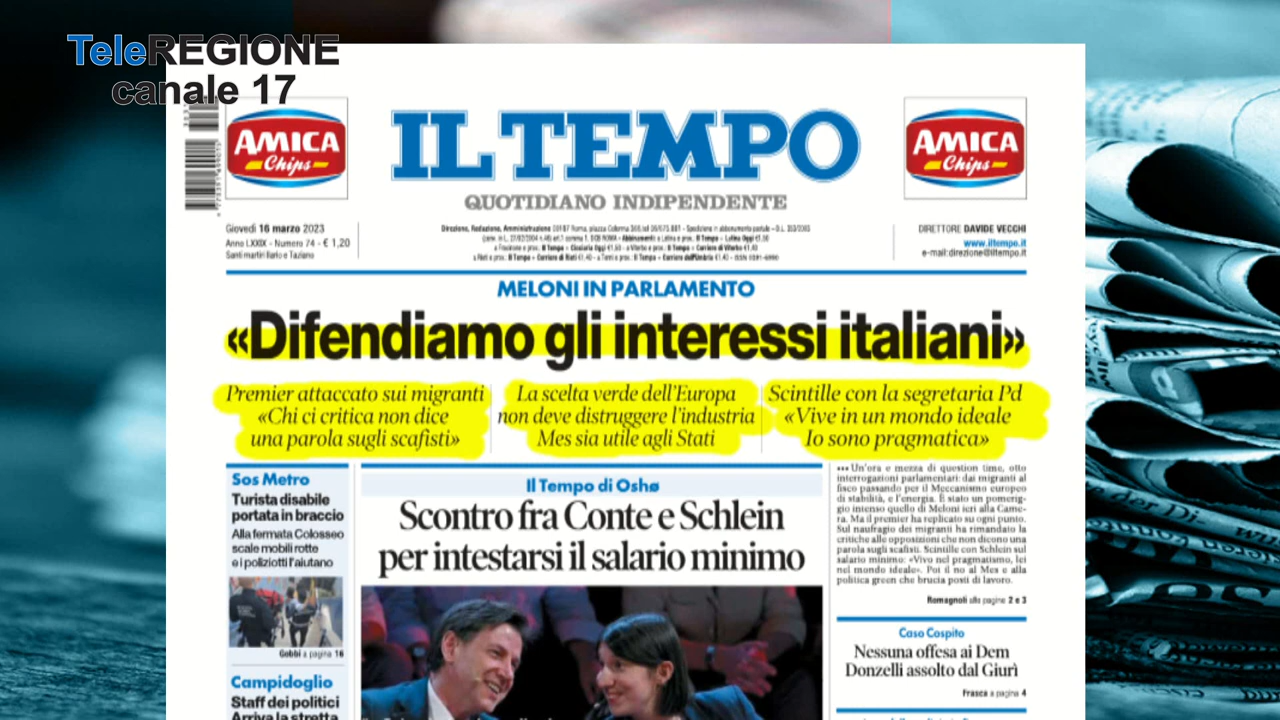 TeleREGIONE
canale 17
AMICA
Chips
IL TEMPO
QUOTIDIANO INDIPENDENTE
AMICA
Chips
Giovedì 16 marzo 2023
Anno LXXIX - Numero 74 - € 1,20
Santi martiri Ilario e Taziano
DIRETTORE DAVIDE VECCHI
www.iltempo.it
e-mail:direzione@iltempo.it
MELONI IN PARLAMENTO
«Difendiamo gli interessi italiani»
Premier attaccato sui migranti
«Chi ci critica non dice
una parola sugli scafisti»
La scelta verde dell'Europa
non deve distruggere l'industria
Mes sia utile agli Stati
Scintille con la segretaria Pd
«Vive in un mondo ideale
Io sono pragmatica»
Sos Metro
Turista disabile
portata in braccio
Alla fermata Colosseo
scale mobili rotte
e i poliziotti l'aiutano
Gobbi a pagina 16
Campidoglio
Staff dei politici
Arriva la stretta
Il Tempo di Oshø
Scontro fra Conte e Schlein
per intestarsi il salario minimo
••• Un'ora e mezza di question time, otto
interrogazioni parlamentari: dai migranti al
fisco passando per il Meccanismo europeo
di stabilità, e l'energia. È stato un pomerig-
gio intenso quello di Meloni ieri alla Came-
ra. Ma il premier ha replicato su ogni punto.
Sul naufragio dei migranti ha rimandato le
critiche alle opposizioni che non dicono una
parola sugli scafisti. Scintille con Schlein sul
salario minimo: «Vivo nel pragmatismo, lei
nel mondo ideale». Poi il no al Mes e alla
politica green che brucia posti di lavoro.
Romagnoli alle pagine 2 e 3
Caso Cospito
Nessuna offesa ai Dem
Donzelli assolto dal Giurì
Frasca a pagina 4